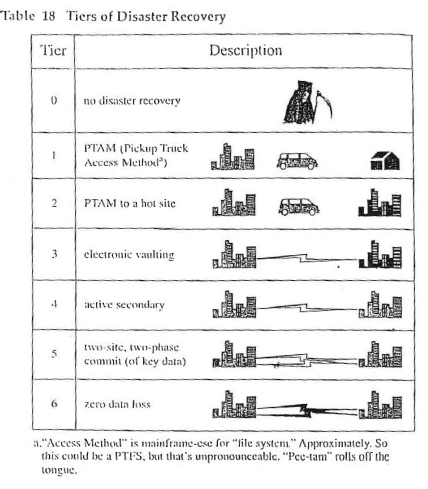 Table 18 Tiers of Disaster Recovery
Tier Description
0 no disaster recovery
1 PTAM (Pickup Truck
Access Methodª)
2 PTAM to a hot site
3 electronic vaulting
4 active secondary
5 two-site, two-phase
commit (of key data)
6 zero data loss
a."Access Method" is mainframe-ese for "file system." Approximately. So
this could be a PTFS, but that's unpronounceable. "Pee-tam" rolls off the
tongue.